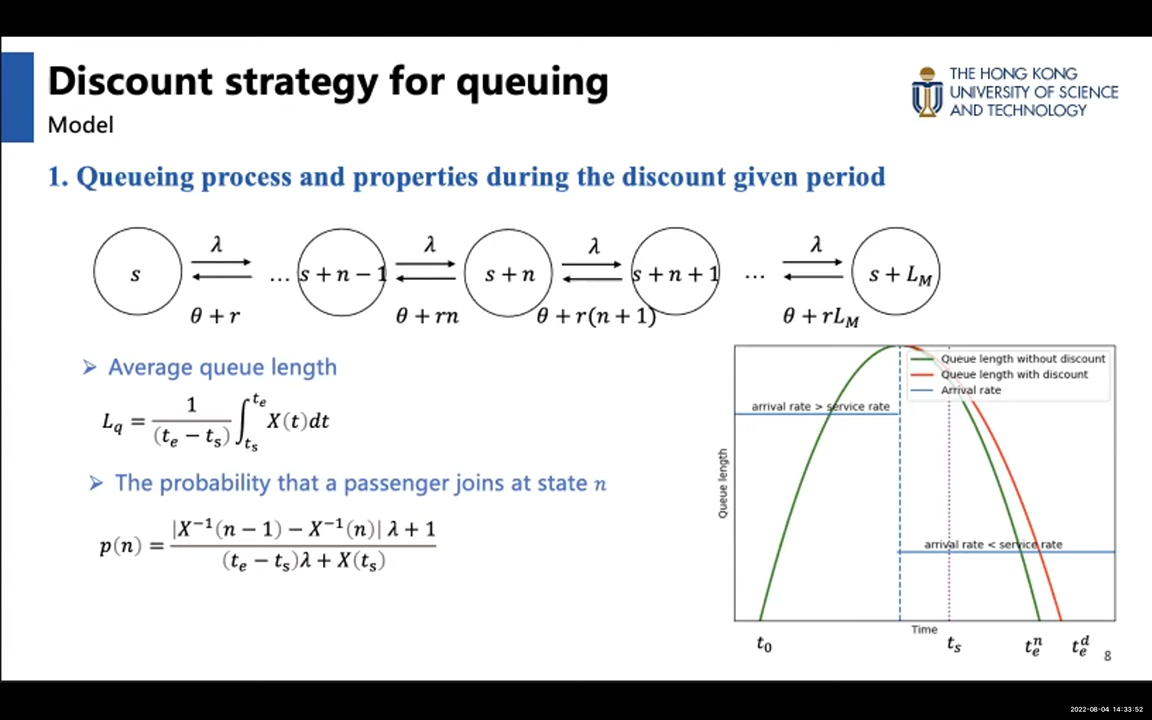 Discount strategy for queuing
Model
THE HONG KONG
UNIVERSITY OF SCIENCE
AND TECHNOLOGY
1. Queueing process and properties during the discount given period
λ λ λ λ
s … s + n − 1 s + n s + n + 1 … s + L_M
θ + r θ + rn θ + r(n + 1) θ + rL_M
➢ Average queue length
L_q = \frac{1}{(t_e − t_s)} \int_{t_s}^{t_e} X(t)dt
➢ The probability that a passenger joins at state n
p(n) = \frac{|X^{−1}(n − 1) − X^{−1}(n)| λ + 1}{(t_e − t_s)λ + X(t_s)}
Queue length without discount
Queue length with discount
Arrival rate
arrival rate > service rate
Queue length
arrival rate < service rate
Time
t_0 t_s t_e^n t_e^d
8
2022-08-04 14:33:52